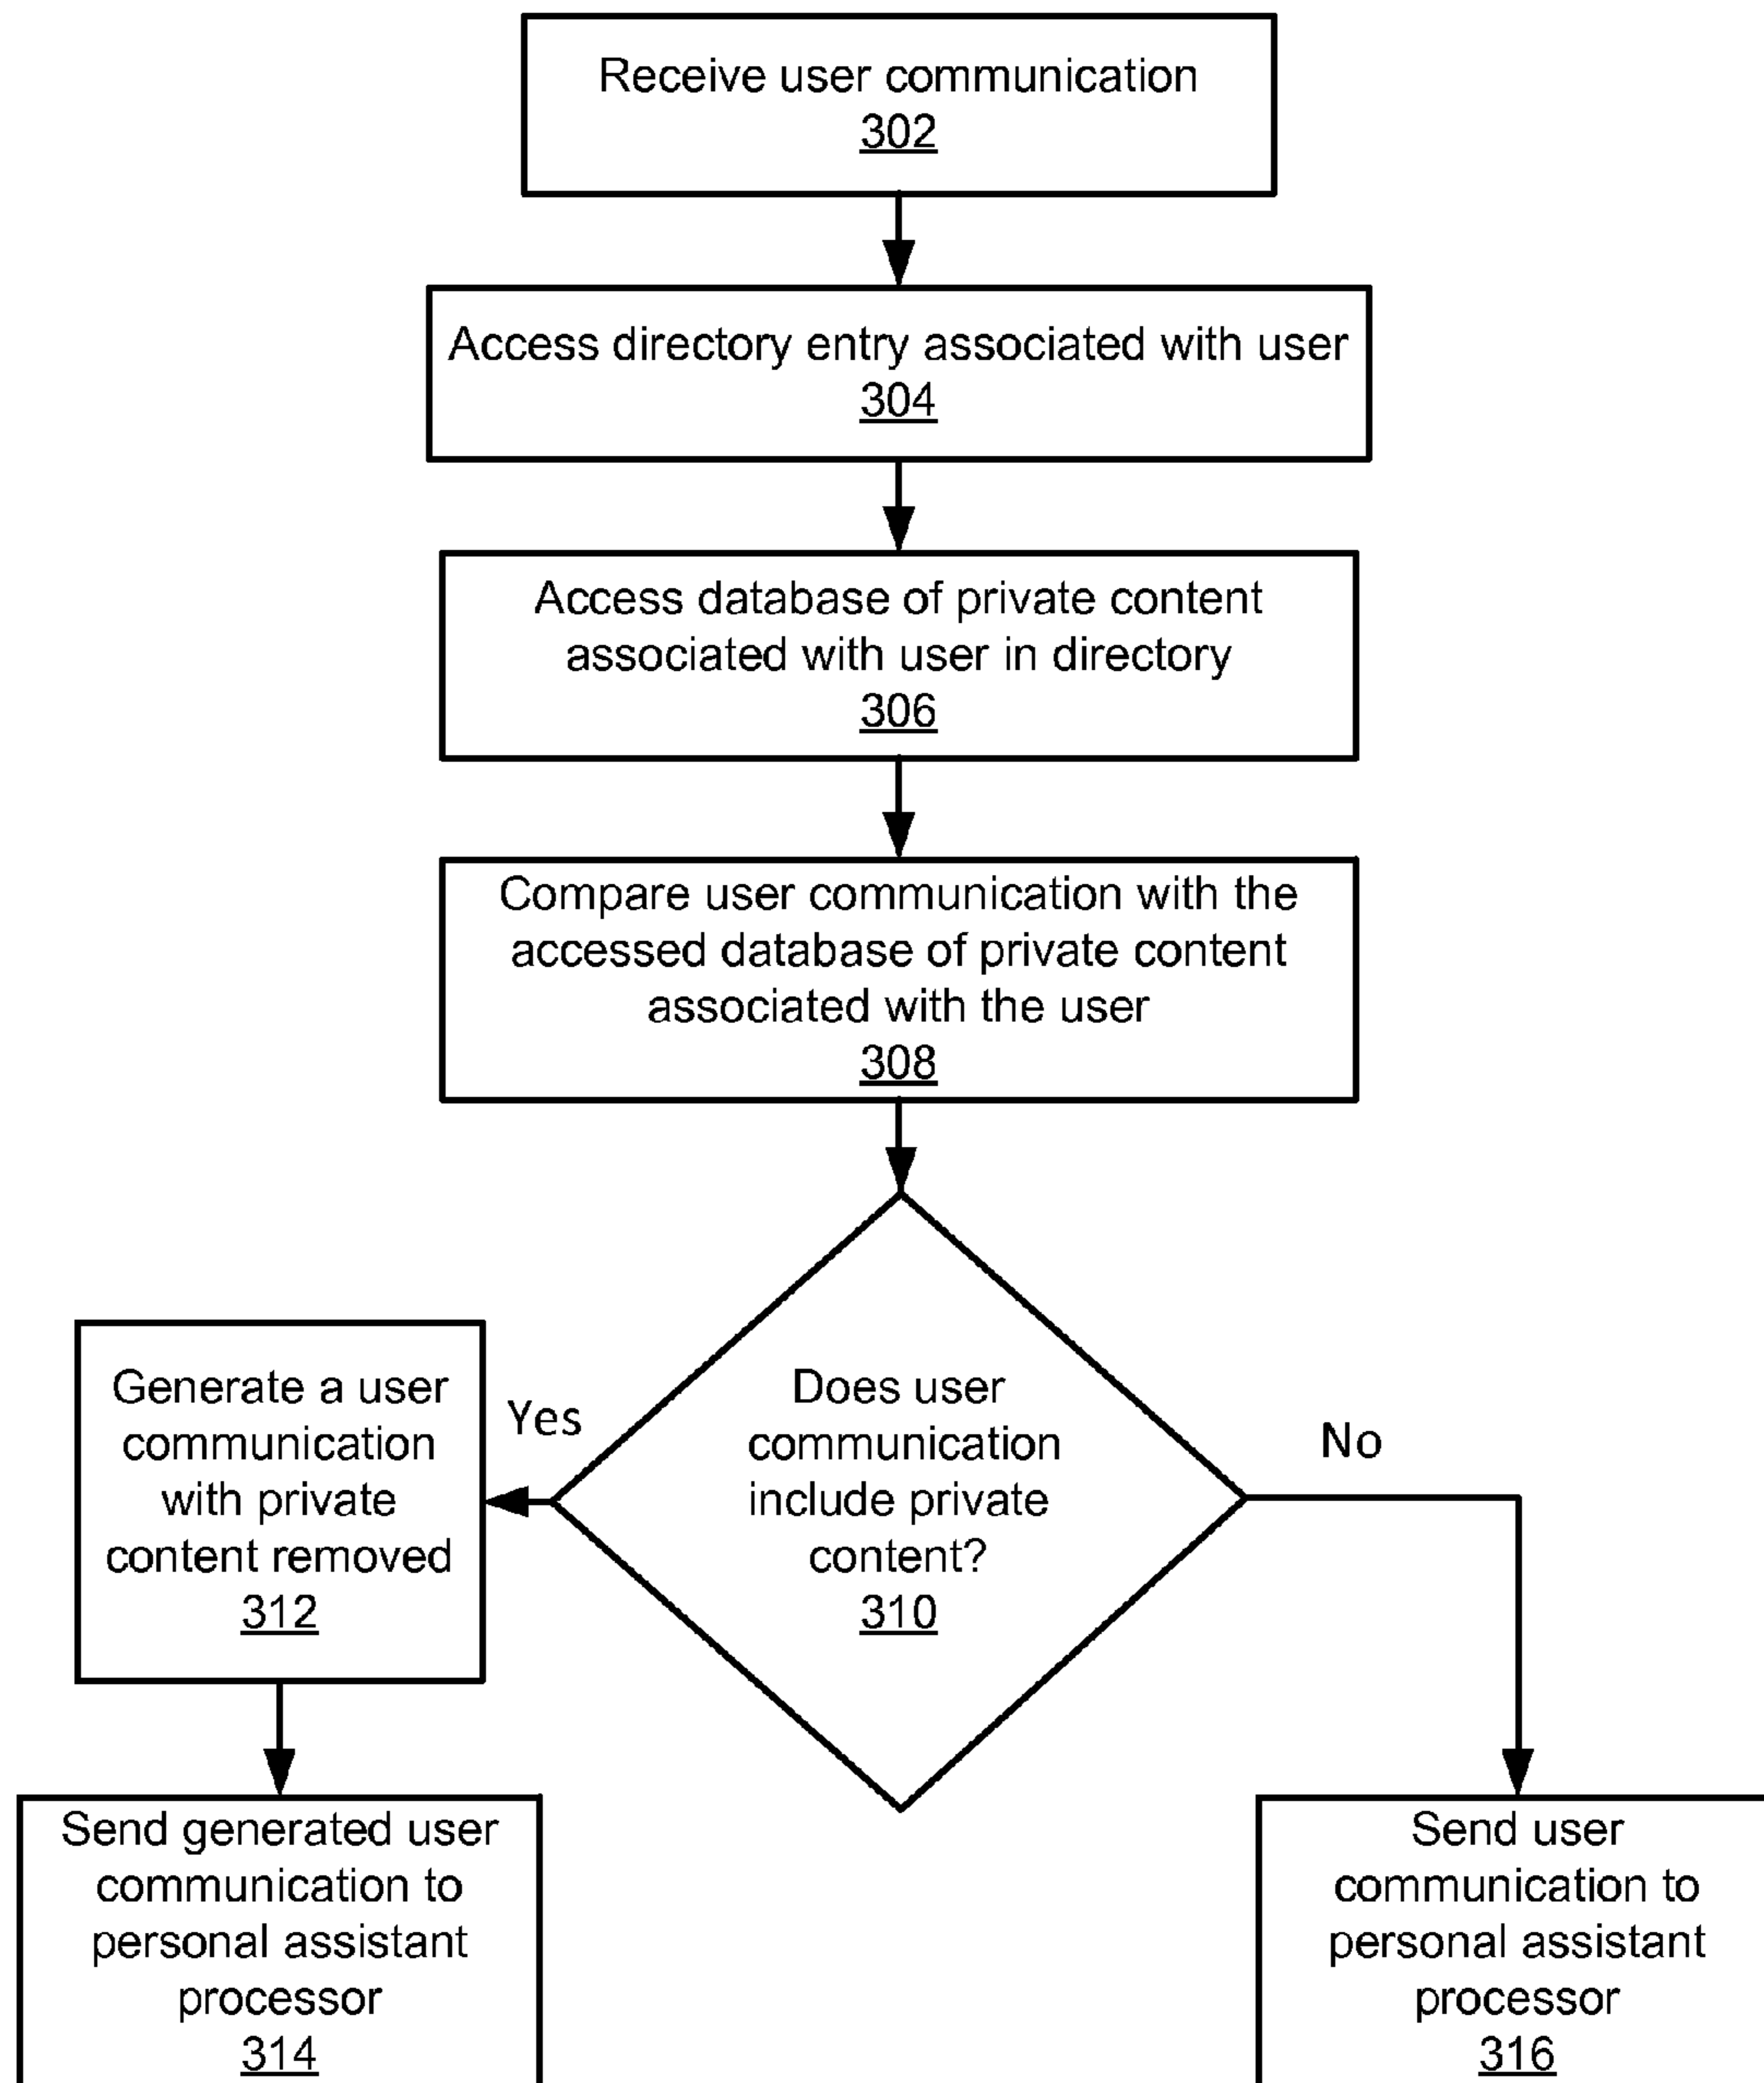 Receive user communication
302
Access directory entry associated with user
304
Access database of private content
associated with user in directory
306
Compare user communication with the
accessed database of private content
associated with the user
308
Does user
communication
include private
content?
310
Yes
No
Generate a user
communication
with private
content removed
312
Send generated user
communication to
personal assistant
processor
314
Send user
communication to
personal assistant
processor
316